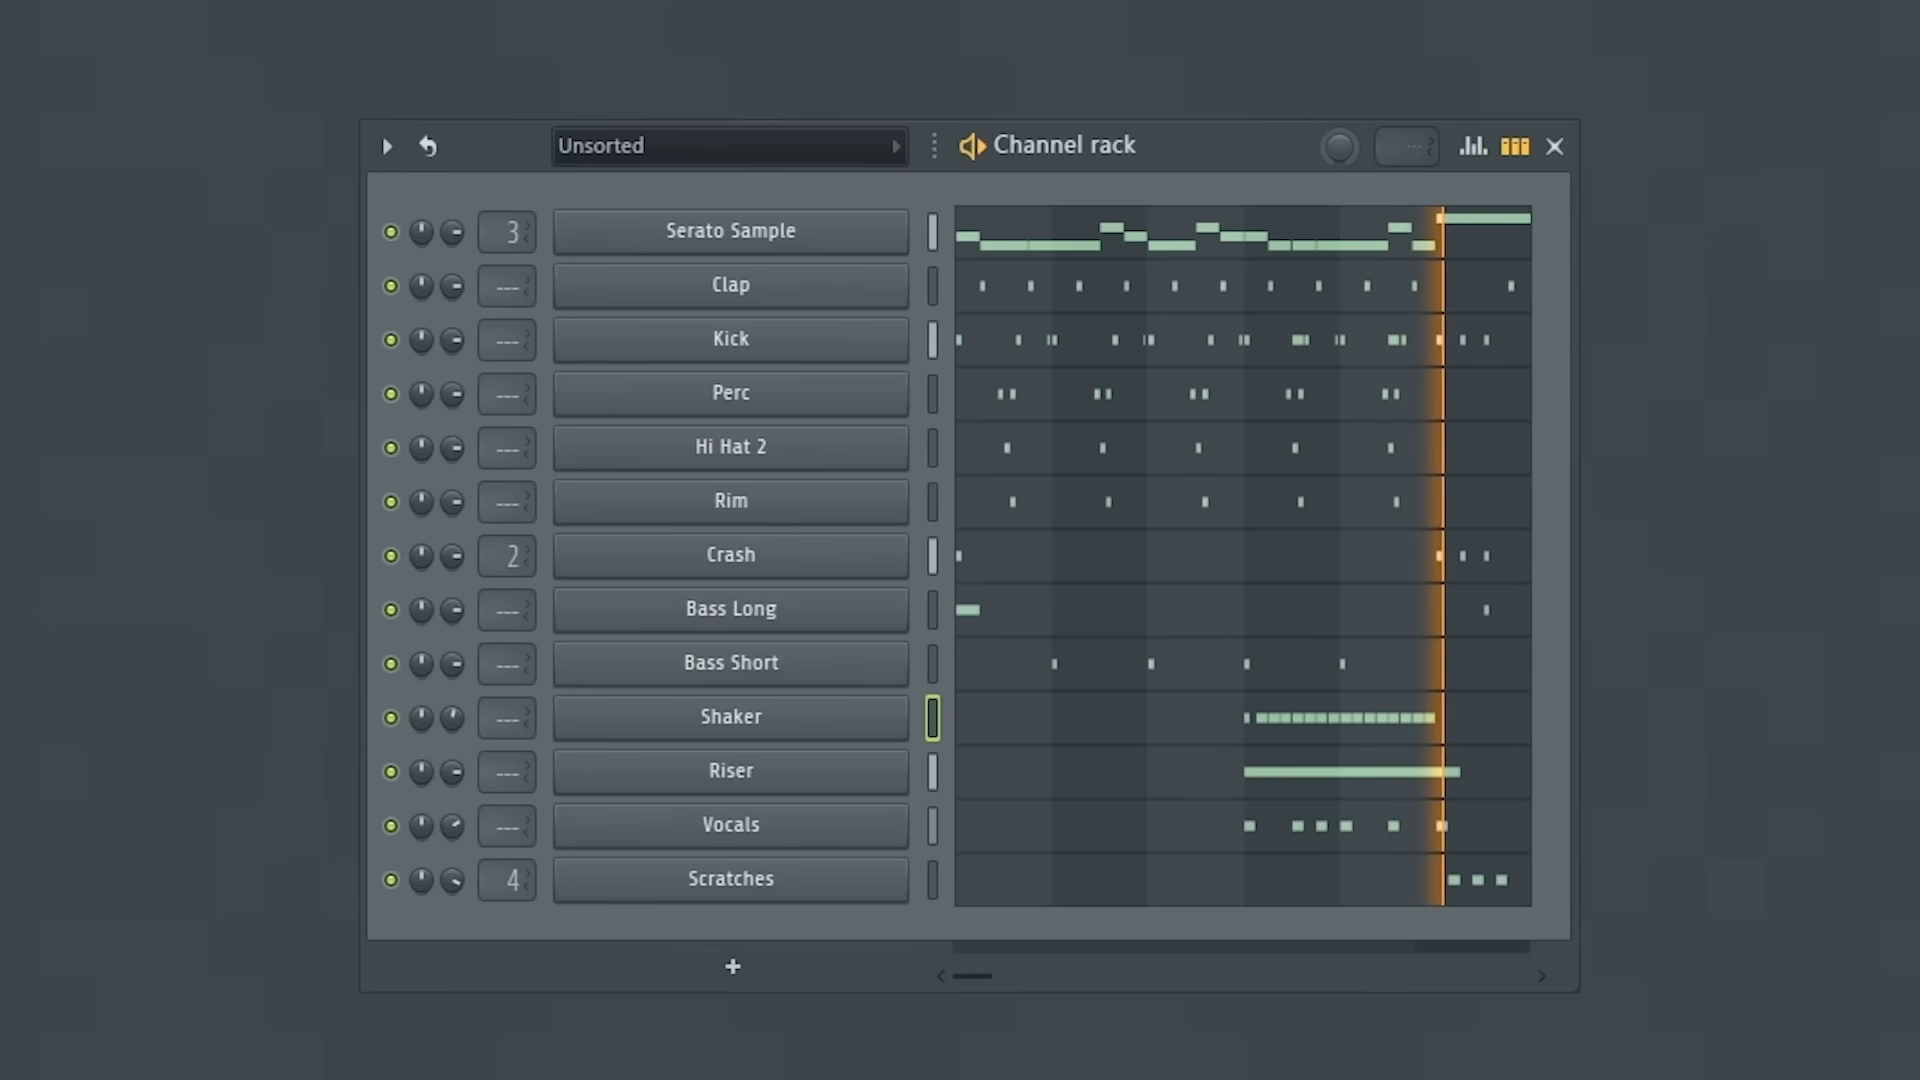 Unsorted
Channel rack
---
3
Serato Sample
---
Clap
---
Kick
---
Perc
---
Hi Hat 2
---
Rim
2
Crash
---
Bass Long
---
Bass Short
---
Shaker
---
Riser
---
Vocals
4
Scratches
+